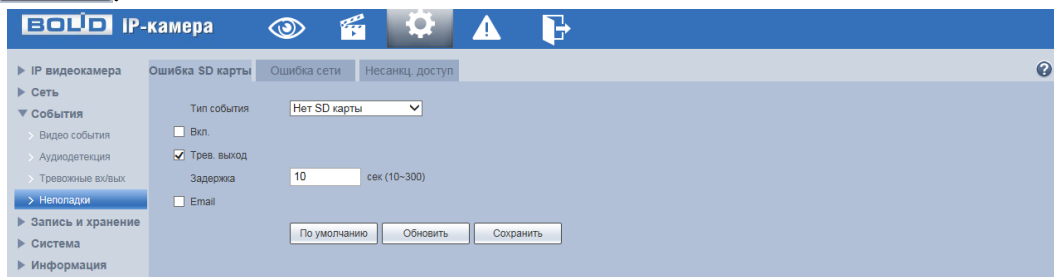 BOLID IP-камера
IP видеокамера
Сеть
События
Видео события
Аудиодетекция
Тревожные вх/вых
Неполадки
Запись и хранение
Система
Информация
Ошибка SD карты Ошибка сети Несанкц. доступ
Тип события Нет SD карты
Вкл.
Трев. выход
Задержка 10 сек (10~300)
Email
По умолчанию Обновить Сохранить